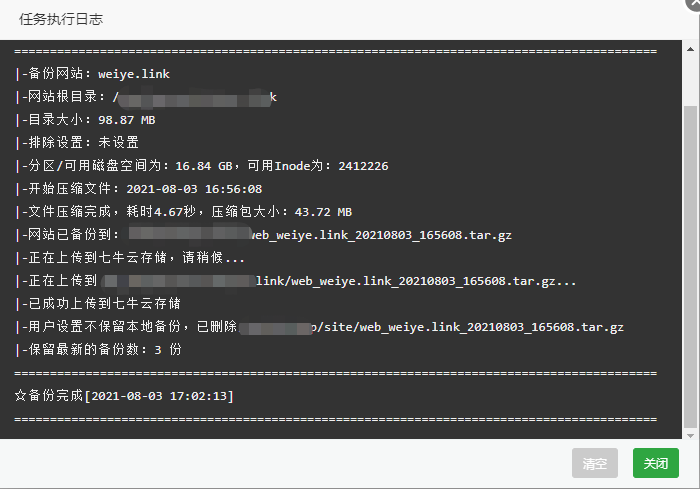 任务执行日志
===========================================================================================
|-备份网站：weiye.link
|-网站根目录：/ k
|-目录大小：98.87 MB
|-排除设置：未设置
|-分区/可用磁盘空间为：16.84 GB，可用Inode为：2412226
|-开始压缩文件：2021-08-03 16:56:08
|-文件压缩完成，耗时4.67秒，压缩包大小：43.72 MB
|-网站已备份到： web_weiye.link_20210803_165608.tar.gz
|-正在上传到七牛云存储，请稍候...
|-正在上传到 link/web_weiye.link_20210803_165608.tar.gz...
|-已成功上传到七牛云存储
|-用户设置不保留本地备份，已删除 p/site/web_weiye.link_20210803_165608.tar.gz
|-保留最新的备份数：3 份
===========================================================================================
☆备份完成[2021-08-03 17:02:13]
===========================================================================================
清空 关闭